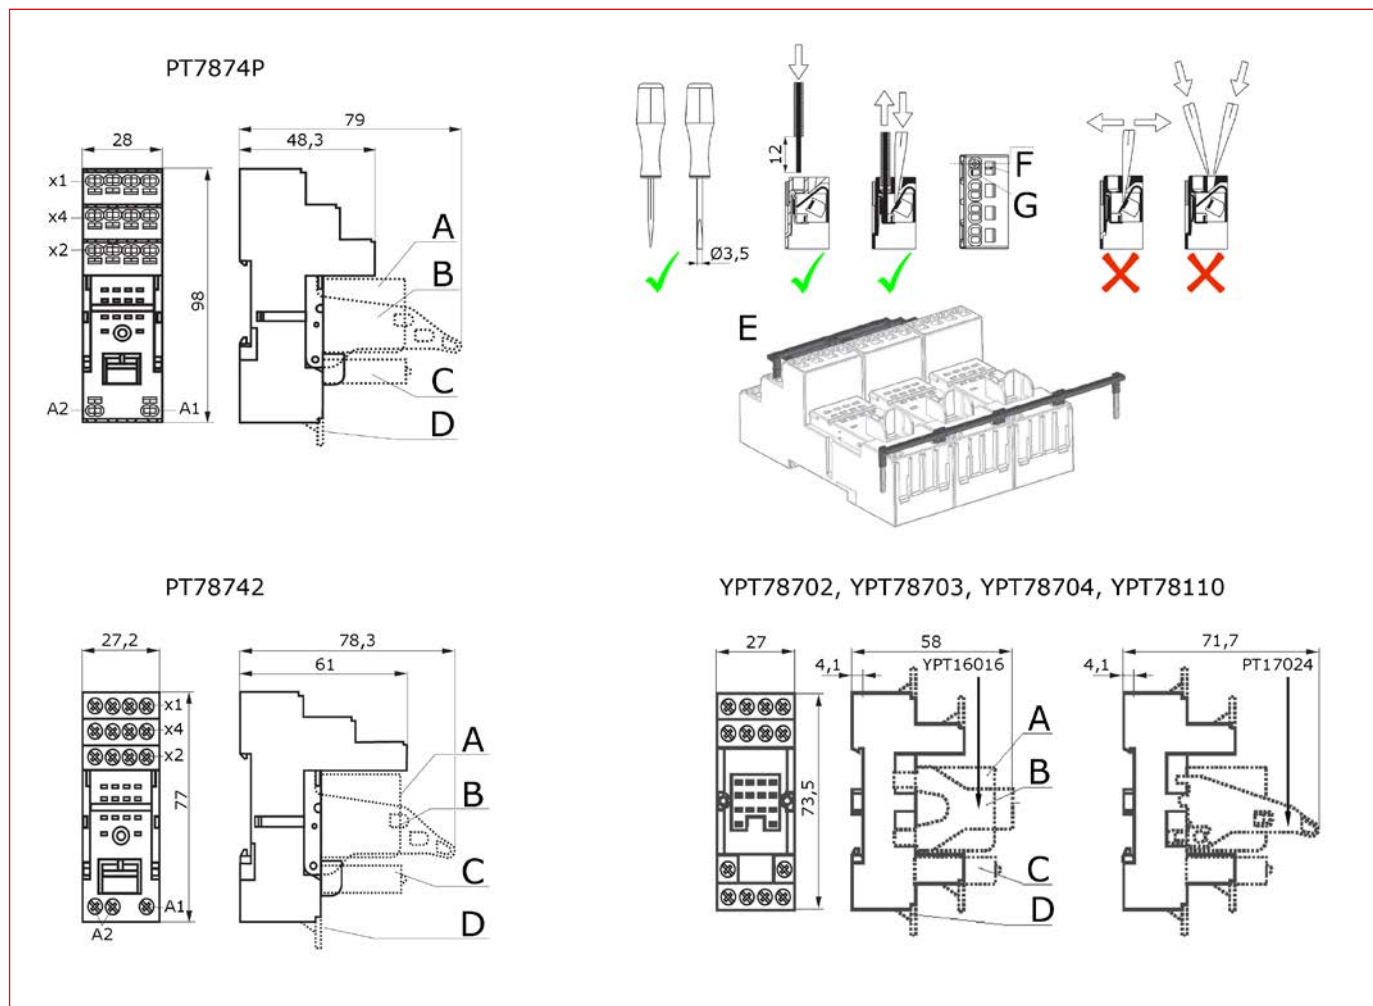 PT7874P
28
79
48,3
x1
x4
x2
98
A2
A1
A
B
C
D
12
Ø3,5
F
G
E
PT78742
27,2
78,3
61
x1
x4
x2
77
A1
A2
A
B
C
D
YPT78702, YPT78703, YPT78704, YPT78110
27
58
71,7
4,1
YPT16016
4,1
PT17024
73,5
A
B
C
D